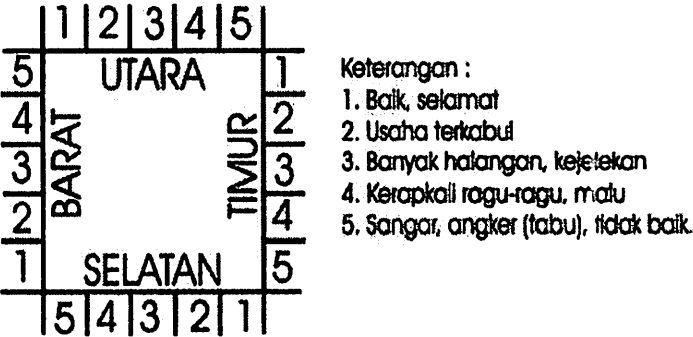 1 2 3 4 5
UTARA
5 4 3 2 1
BARAT
TIMUR
1 2 3 4 5
SELATAN
5 4 3 2 1
Keterangan :
1. Baik, selamat
2. Usaha terkabul
3. Banyak halangan, kejelekan
4. Kerapkali ragu-ragu, malu
5. Sangar, angker (tabu), tidak baik.